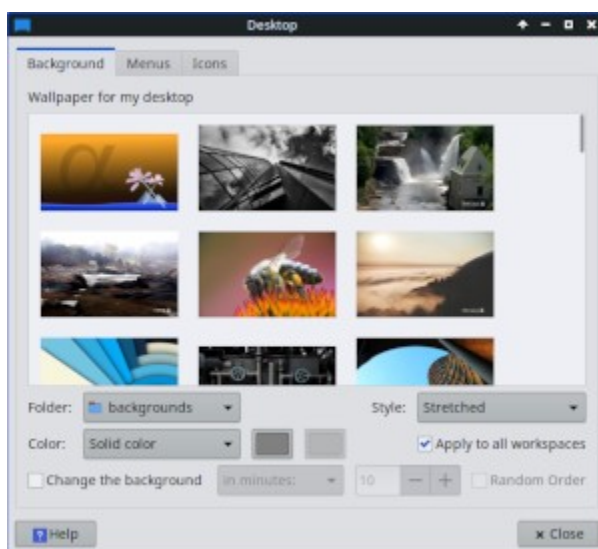 Desktop
Background Menus Icons
Wallpaper for my desktop
α
Folder: backgrounds Style: Stretched
Color: Solid color Apply to all workspaces
Change the background in minutes: 10 Random Order
Help Close